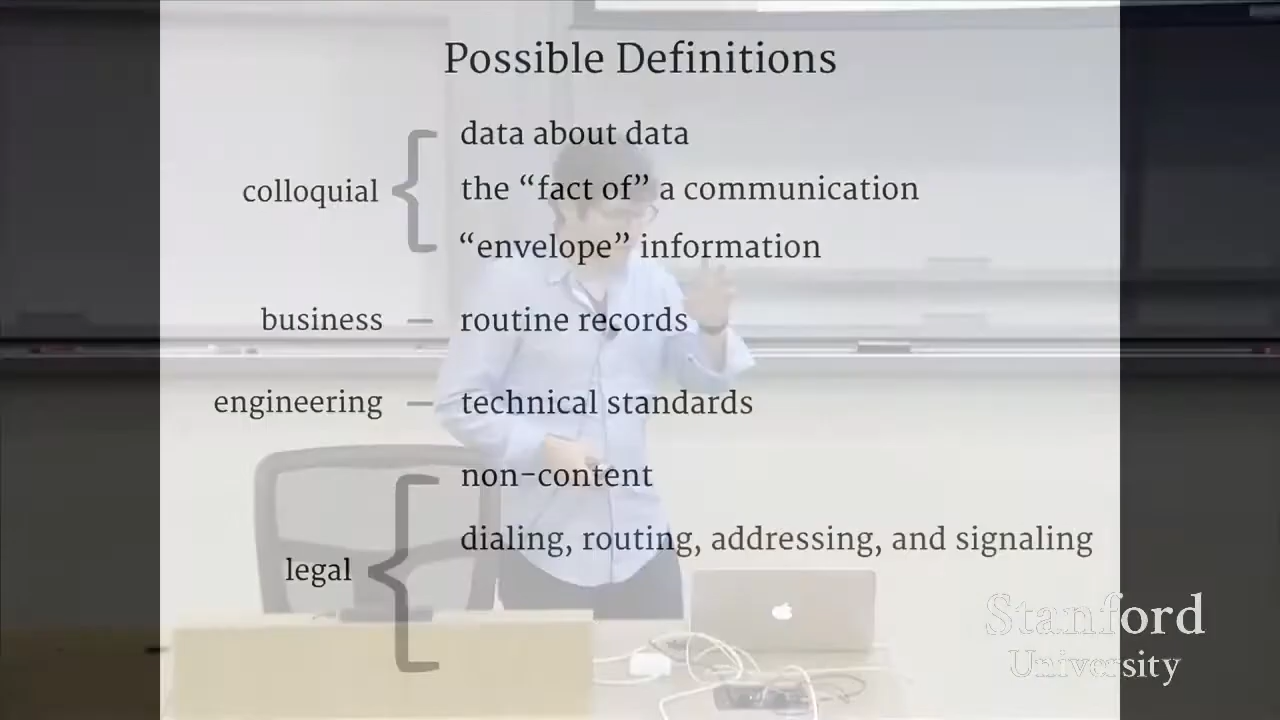 Possible Definitions
data about data
colloquial
the “fact of” a communication
“envelope” information
business — routine records
engineering — technical standards
non-content
dialing, routing, addressing, and signaling
legal
Stanford
University